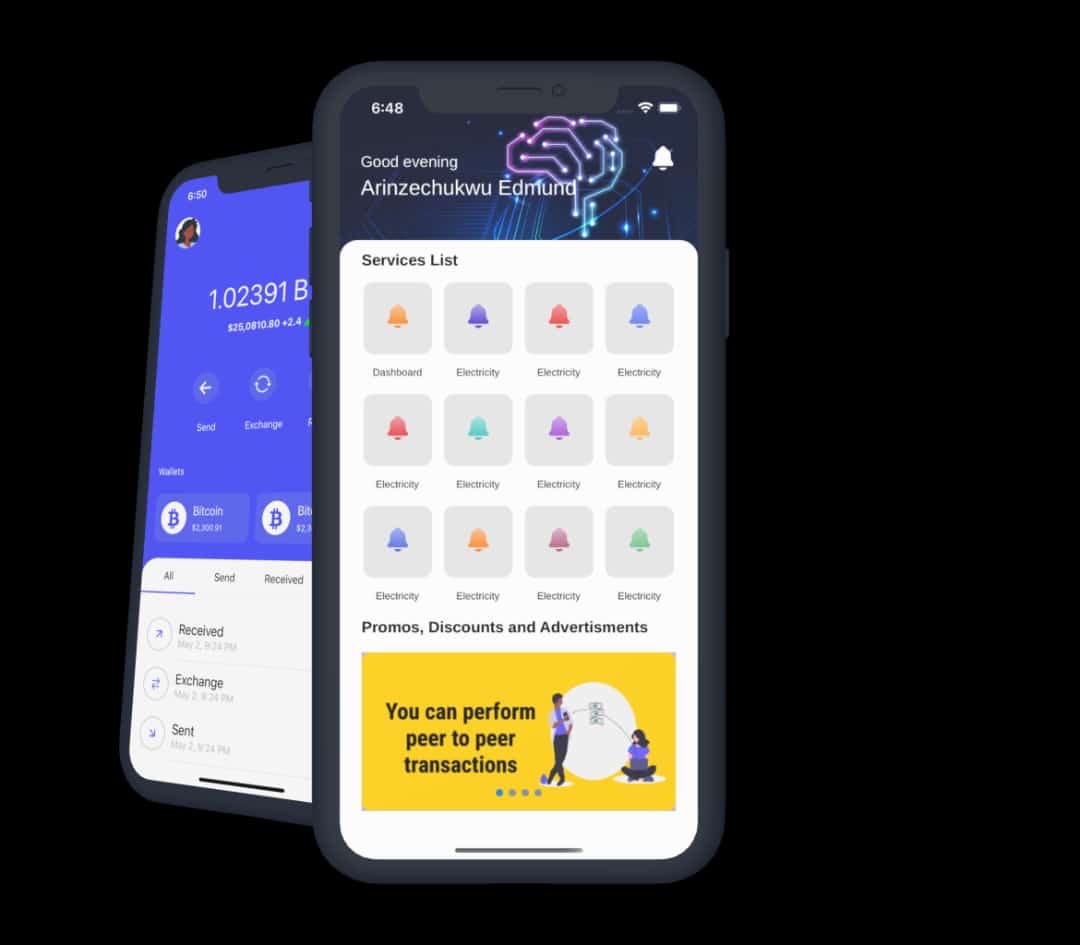 6:50
1.02391 B
$25,0810.80 +2.4
Send
Exchange
Wallets
Bitcoin
$2,300.91
All
Send
Received
Received
May 2, 9:24 PM
Exchange
May 2, 9:24 PM
Sent
May 2, 9:24 PM
6:48
Good evening
Arinzechukwu Edmund
Services List
Dashboard Electricity Electricity Electricity
Electricity Electricity Electricity Electricity
Electricity Electricity Electricity Electricity
Promos, Discounts and Advertisments
You can perform
peer to peer
transactions